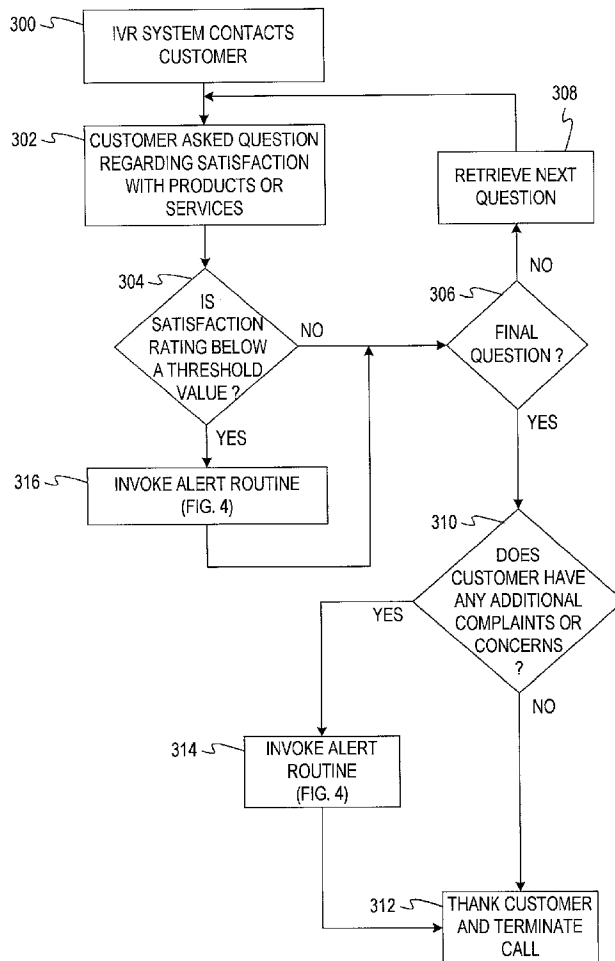 300
IVR SYSTEM CONTACTS
CUSTOMER
302
CUSTOMER ASKED QUESTION
REGARDING SATISFACTION
WITH PRODUCTS OR
SERVICES
308
RETRIEVE NEXT
QUESTION
NO
304
IS
SATISFACTION
RATING BELOW
A THRESHOLD
VALUE ?
NO
YES
306
FINAL
QUESTION ?
YES
316
INVOKE ALERT ROUTINE
(FIG. 4)
310
DOES
CUSTOMER HAVE
ANY ADDITIONAL
COMPLAINTS OR
CONCERNS
?
YES
NO
314
INVOKE ALERT
ROUTINE
(FIG. 4)
312
THANK CUSTOMER
AND TERMINATE
CALL